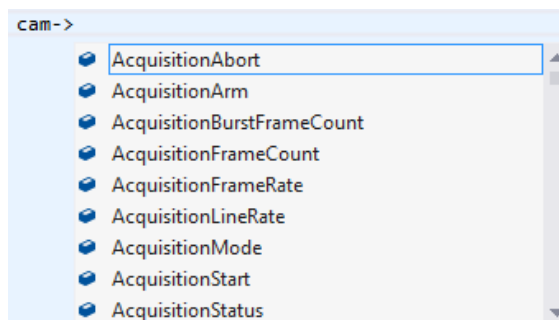 cam->
AcquisitionAbort
AcquisitionArm
AcquisitionBurstFrameCount
AcquisitionFrameCount
AcquisitionFrameRate
AcquisitionLineRate
AcquisitionMode
AcquisitionStart
AcquisitionStatus